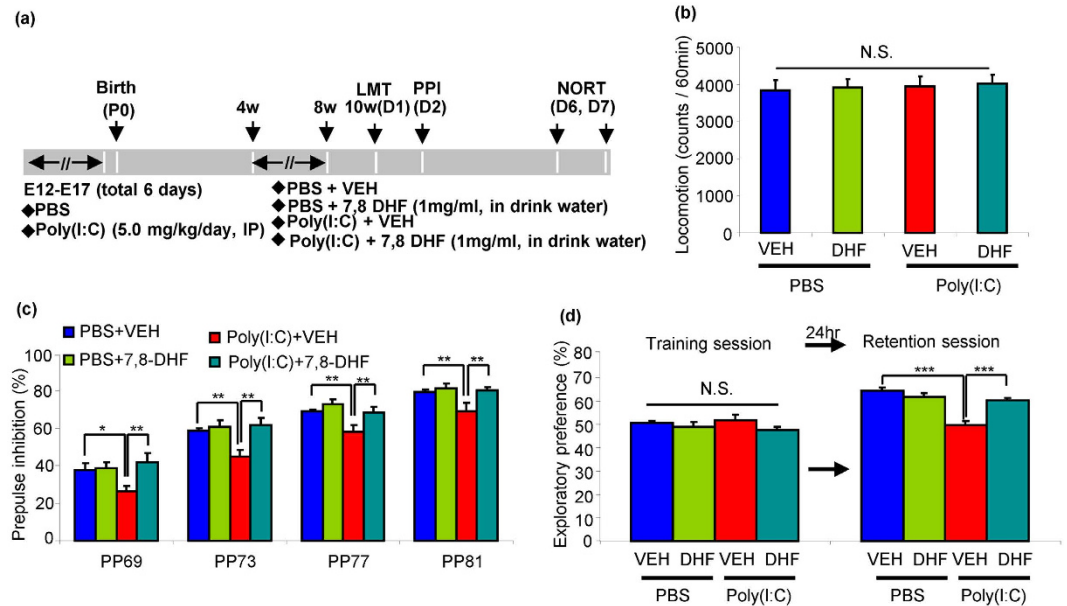 (a)
Birth
(P0)
4w
8w
LMT
10w(D1)
PPI
(D2)
NORT
(D6, D7)
//
//
E12-E17 (total 6 days)
◆PBS
◆Poly(I:C) (5.0 mg/kg/day, IP)
◆PBS + VEH
◆PBS + 7,8 DHF (1mg/ml, in drink water)
◆Poly(I:C) + VEH
◆Poly(I:C) + 7,8 DHF (1mg/ml, in drink water)
(b)
Locomotion (counts / 60min)
5000
4000
3000
2000
1000
0
N.S.
VEH DHF VEH DHF
PBS Poly(I:C)
(c)
PBS+VEH Poly(I:C)+VEH
PBS+7,8-DHF Poly(I:C)+7,8-DHF
Prepulse inhibition (%)
100
80
60
40
20
0
* **
** **
** **
** **
PP69 PP73 PP77 PP81
(d)
Exploratory preference (%)
80
70
60
50
40
30
20
10
0
Training session 24hr Retention session
N.S.
*** ***
VEH DHF VEH DHF VEH DHF VEH DHF
PBS Poly(I:C) PBS Poly(I:C)